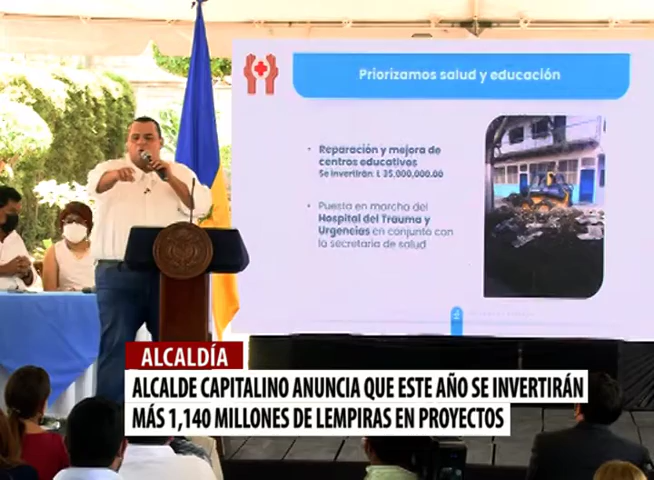 Priorizamos salud y educación
• Reparación y mejora de
centros educativos
Se invertirán: L 35,000,000.00
• Puesta en marcha del
Hospital del Trauma y
Urgencias en conjunto con
la secretaria de salud
ALCALDÍA
ALCALDE CAPITALINO ANUNCIA QUE ESTE AÑO SE INVERTIRÁN
MÁS 1,140 MILLONES DE LEMPIRAS EN PROYECTOS